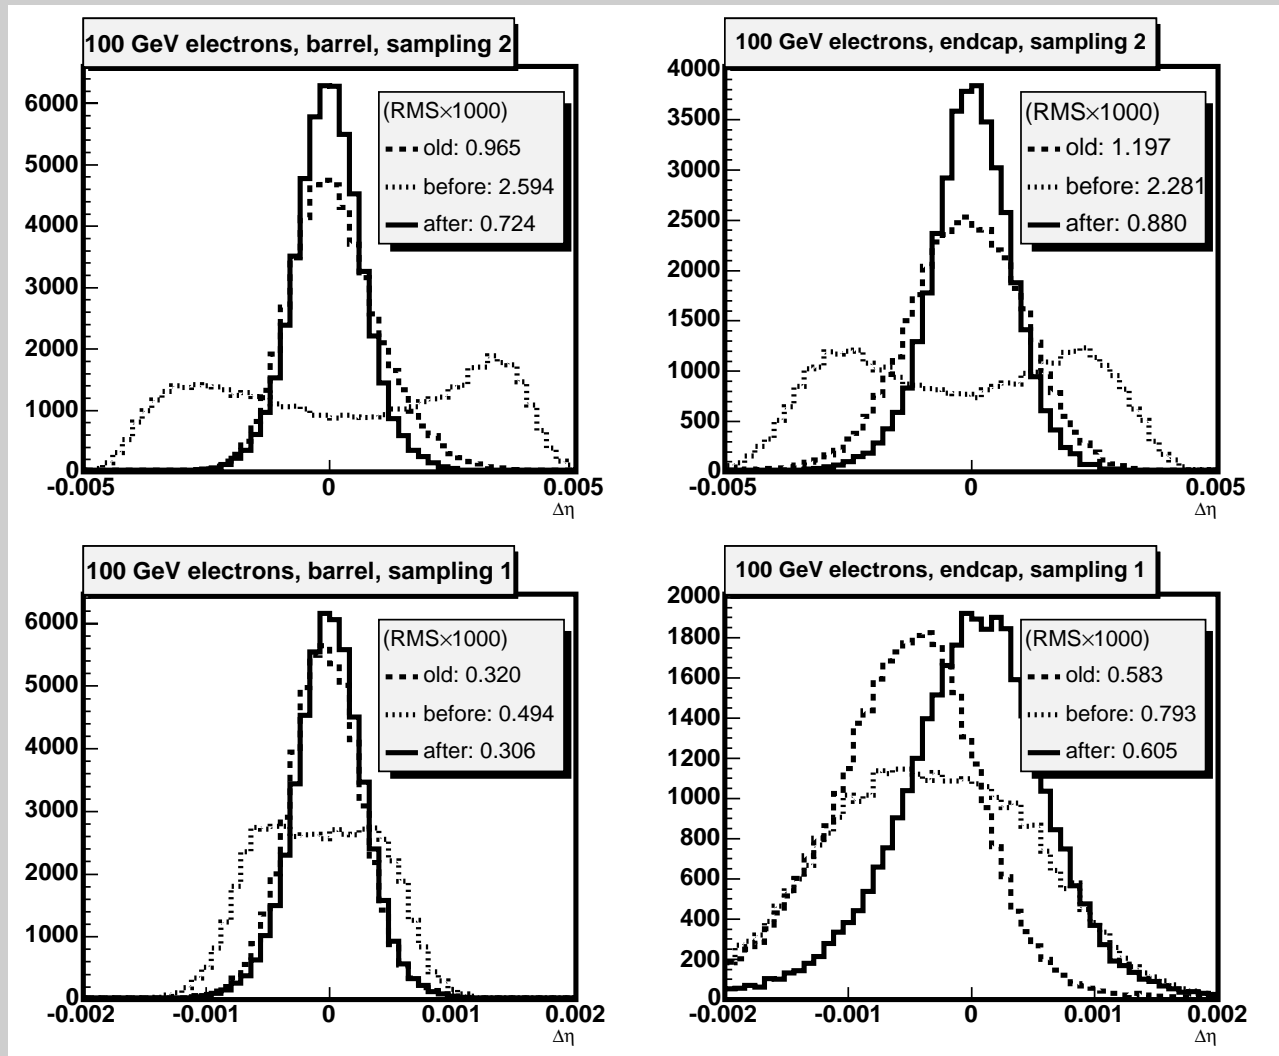 100 GeV electrons, barrel, sampling 2
6000
5000
4000
3000
2000
1000
0
-0.005
0
0.005
Δη
(RMS×1000)
old: 0.965
before: 2.594
after: 0.724
100 GeV electrons, endcap, sampling 2
4000
3500
3000
2500
2000
1500
1000
500
0
-0.005
0
0.005
Δη
(RMS×1000)
old: 1.197
before: 2.281
after: 0.880
100 GeV electrons, barrel, sampling 1
6000
5000
4000
3000
2000
1000
0
-0.002
-0.001
0
0.001
0.002
Δη
(RMS×1000)
old: 0.320
before: 0.494
after: 0.306
100 GeV electrons, endcap, sampling 1
2000
1800
1600
1400
1200
1000
800
600
400
200
0
-0.002
-0.001
0
0.001
0.002
Δη
(RMS×1000)
old: 0.583
before: 0.793
after: 0.605